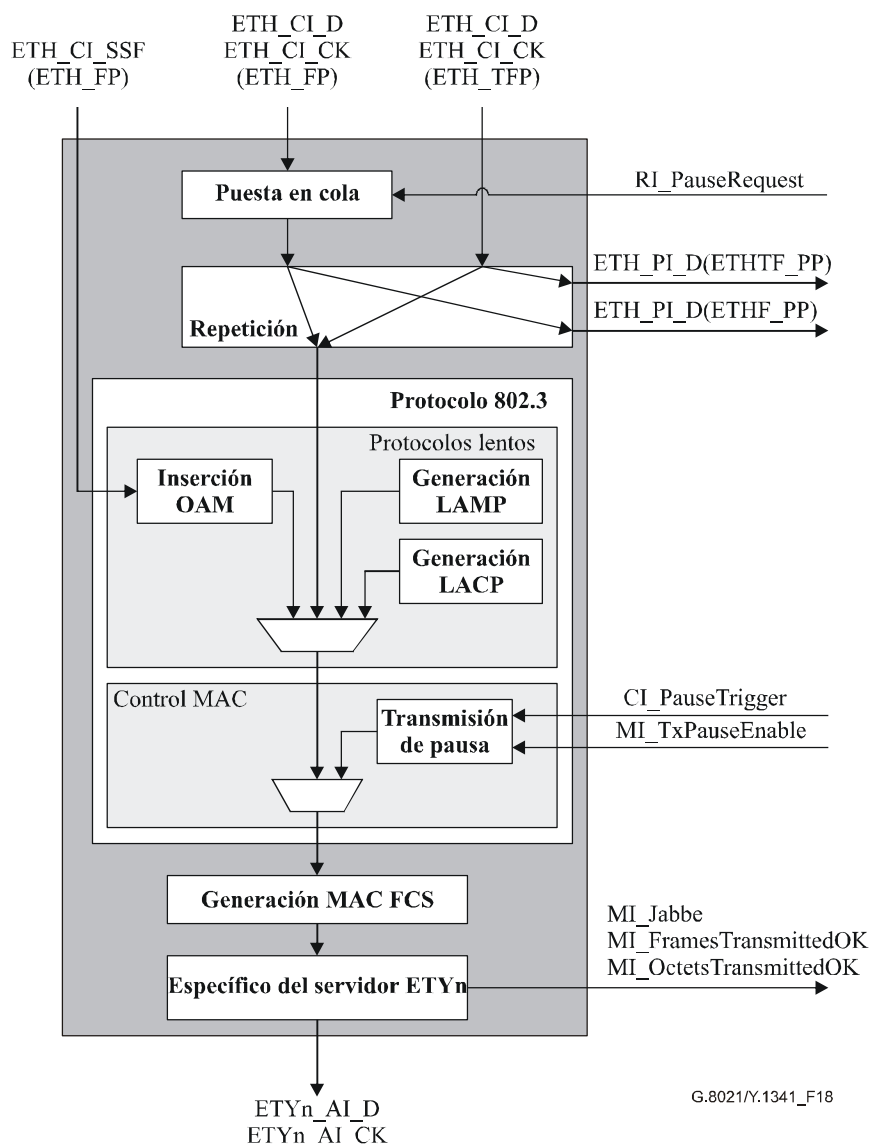 ETH_CI_SSF
(ETH_FP)
ETH_CI_D
ETH_CI_CK
(ETH_FP)
ETH_CI_D
ETH_CI_CK
(ETH_TFP)
Puesta en cola
RI_PauseRequest
ETH_PI_D(ETHTF_PP)
ETH_PI_D(ETHF_PP)
Repetición
Protocolo 802.3
Protocolos lentos
Inserción
OAM
Generación
LAMP
Generación
LACP
Control MAC
Transmisión
de pausa
CI_PauseTrigger
MI_TxPauseEnable
Generación MAC FCS
Específico del servidor ETYn
MI_Jabbe
MI_FramesTransmittedOK
MI_OctetsTransmittedOK
ETYn_AI_D
ETYn_AI_CK
G.8021/Y.1341_F18